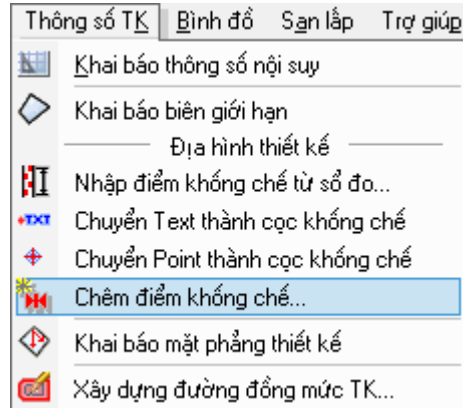 Thông số TK Bình đồ San lấp Trợ giúp
Khai báo thông số nội suy
Khai báo biên giới hạn
Địa hình thiết kế
Nhập điểm khống chế từ sổ đo...
+TXT Chuyển Text thành cọc khống chế
Chuyển Point thành cọc khống chế
Chêm điểm khống chế...
Khai báo mặt phẳng thiết kế
Xây dựng đường đồng mức TK...